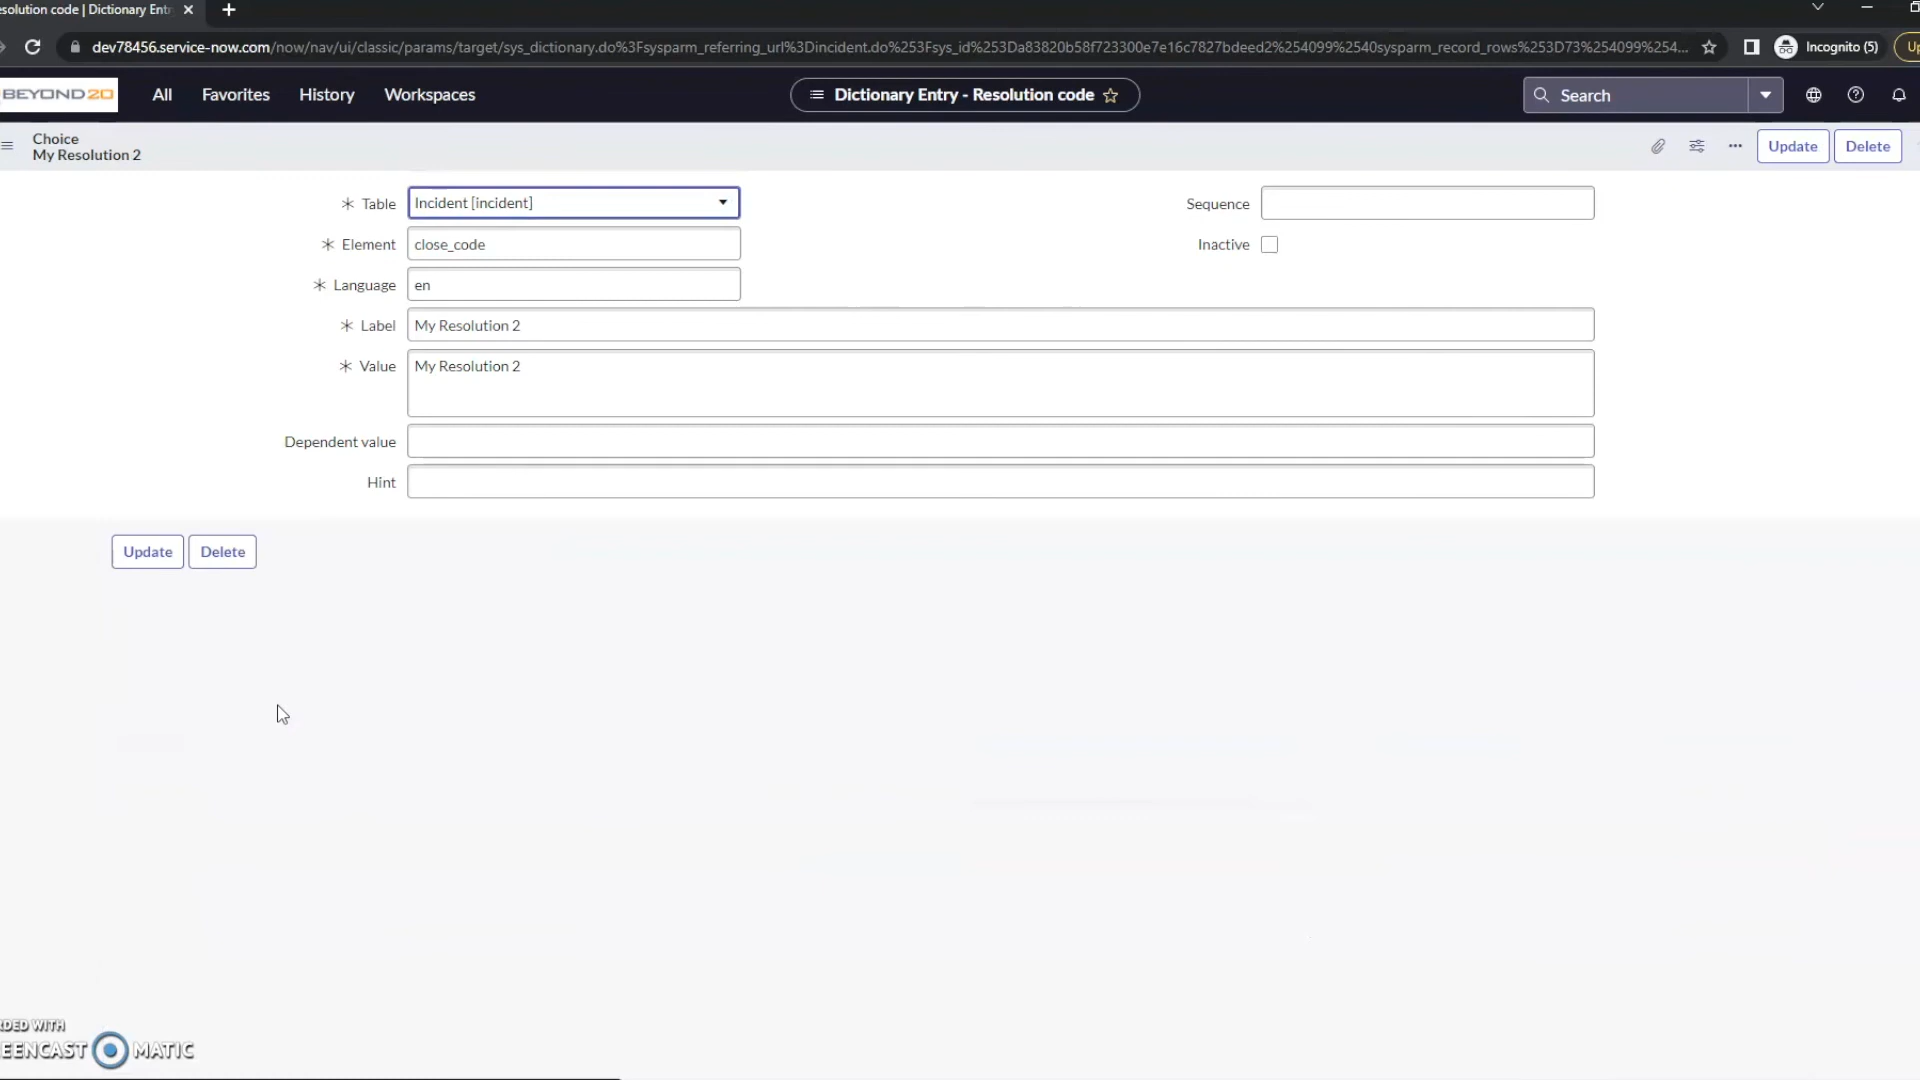 esolution code | Dictionary Entr
dev78456.service-now.com/now/nav/ui/classic/params/target/sys_dictionary.do%3Fsysparm_referring_url%3Dincident.do%253Fsys_id%253Da83820b58f723300e7e16c7827bdeed2%254099%2540sysparm_record_rows%253D73%254099%254...
Incognito (5)
Up
BEYOND20
All
Favorites
History
Workspaces
Dictionary Entry - Resolution code
Search
Choice
My Resolution 2
Update
Delete
Table
Incident [incident]
Sequence
Element
close_code
Inactive
Language
en
Label
My Resolution 2
Value
My Resolution 2
Dependent value
Hint
Update
Delete
RDED WITH
EENCAST MATIC